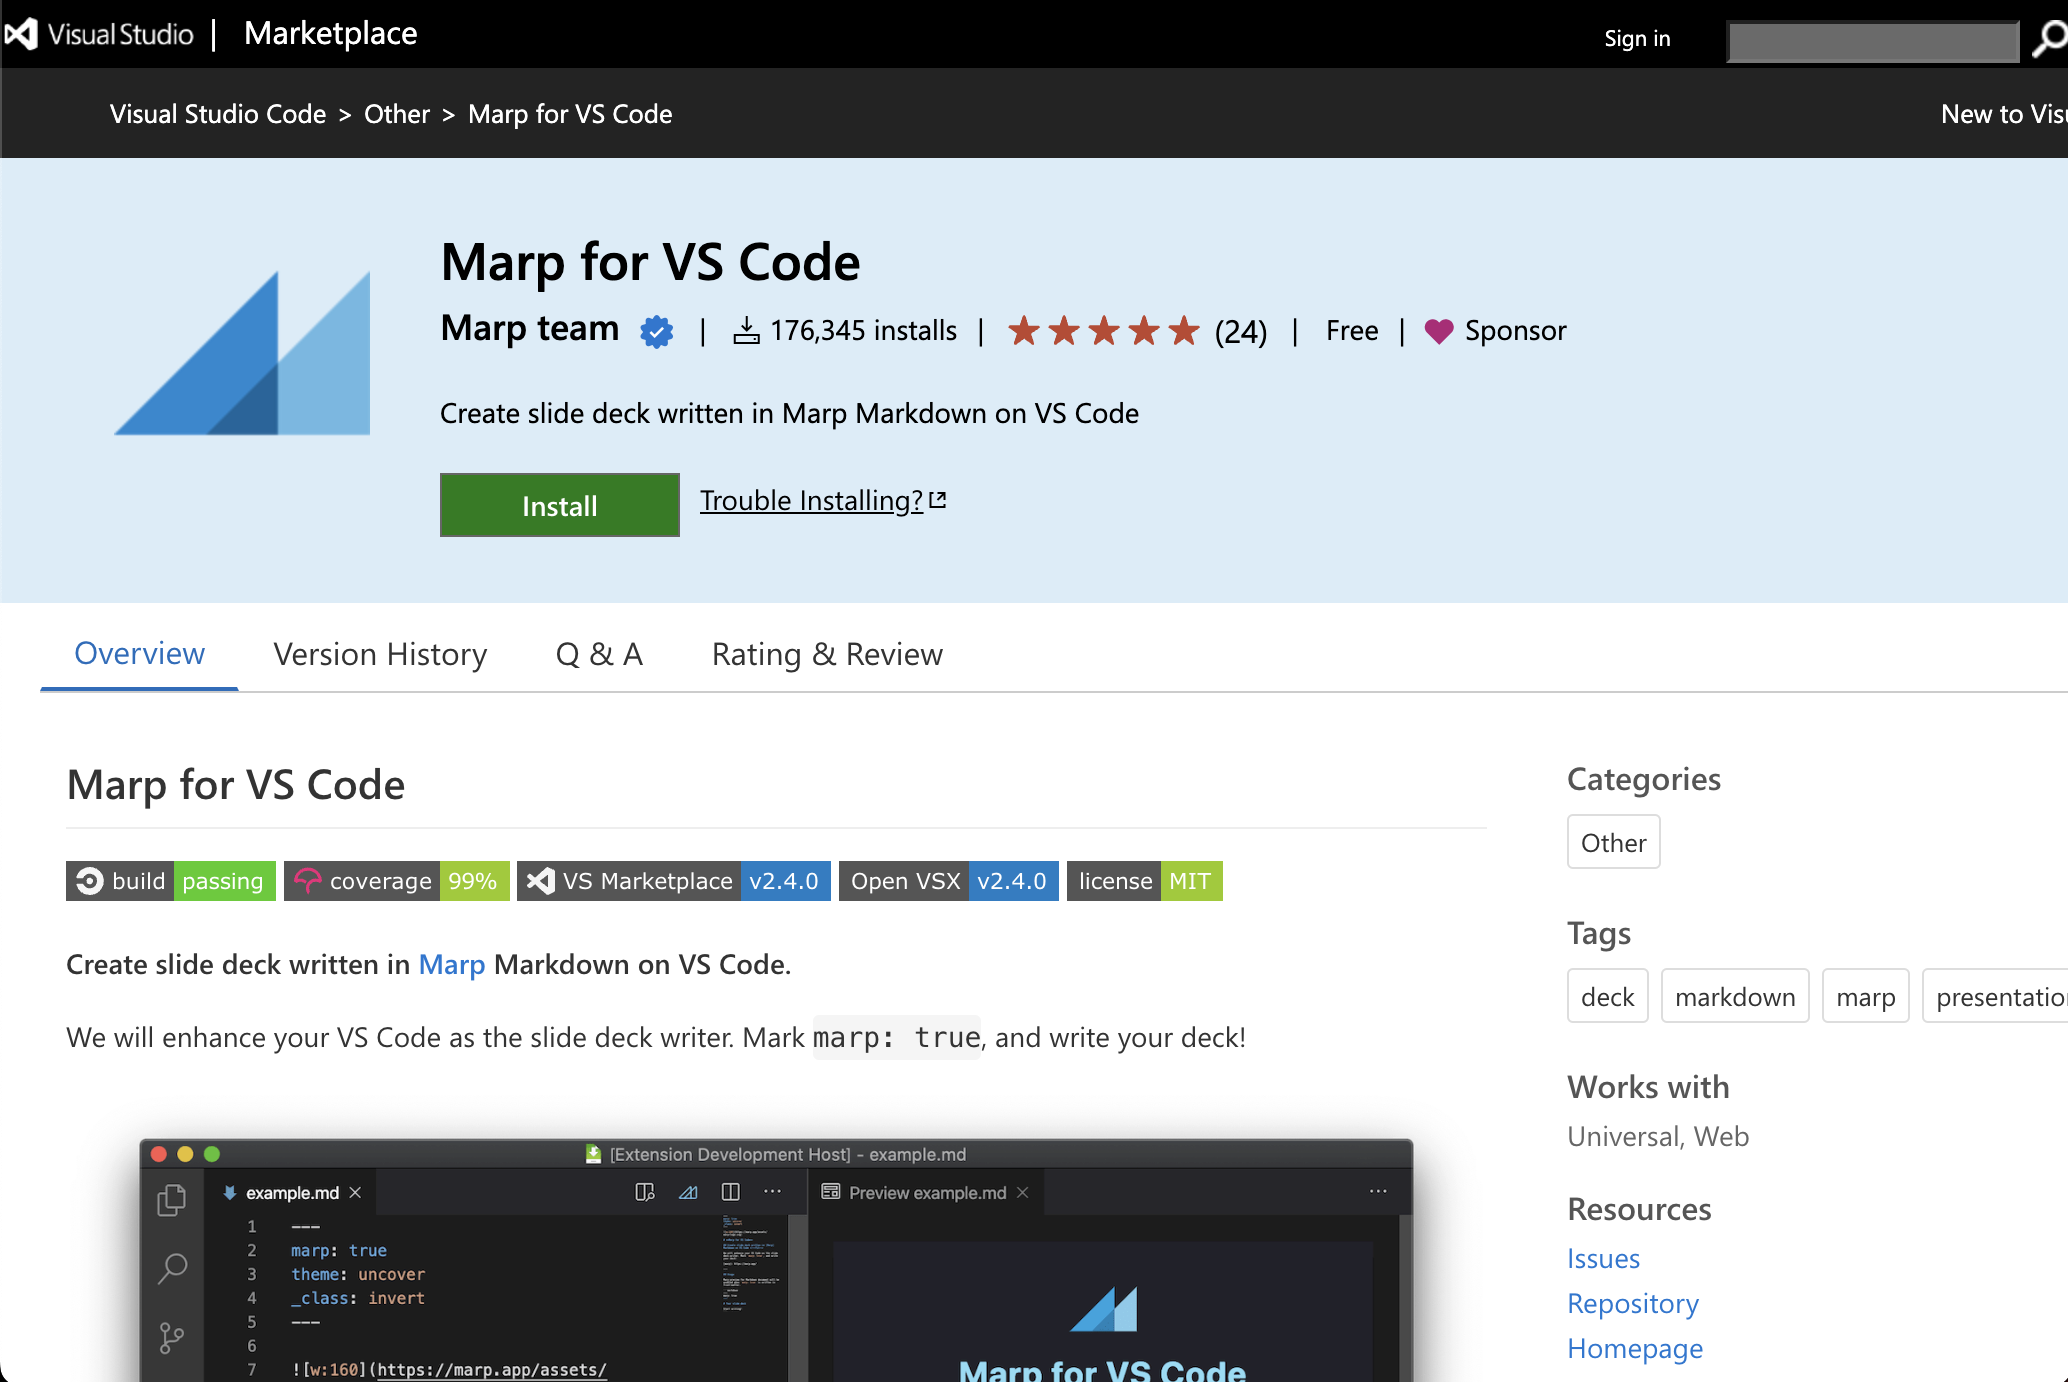 Visual Studio | Marketplace
Sign in
Visual Studio Code > Other > Marp for VS Code
New to
Marp for VS Code
Marp team | 176,345 installs | (24) | Free | Sponsor
Create slide deck written in Marp Markdown on VS Code
Install
Trouble Installing?
Overview
Version History
Q & A
Rating & Review
Marp for VS Code
build passing
coverage 99%
VS Marketplace v2.4.0
Open VSX v2.4.0
license MIT
Create slide deck written in Marp Markdown on VS Code.
We will enhance your VS Code as the slide deck writer. Mark marp: true, and write your deck!
[Extension Development Host] - example.md
example.md
Preview example.md
1 ---
2 marp: true
3 theme: uncover
4 _class: invert
5 ---
6
7 ![w:160](https://marp.app/assets/
Marp for VS Code
Categories
Other
Tags
deck
markdown
marp
presentatio
Works with
Universal, Web
Resources
Issues
Repository
Homepage